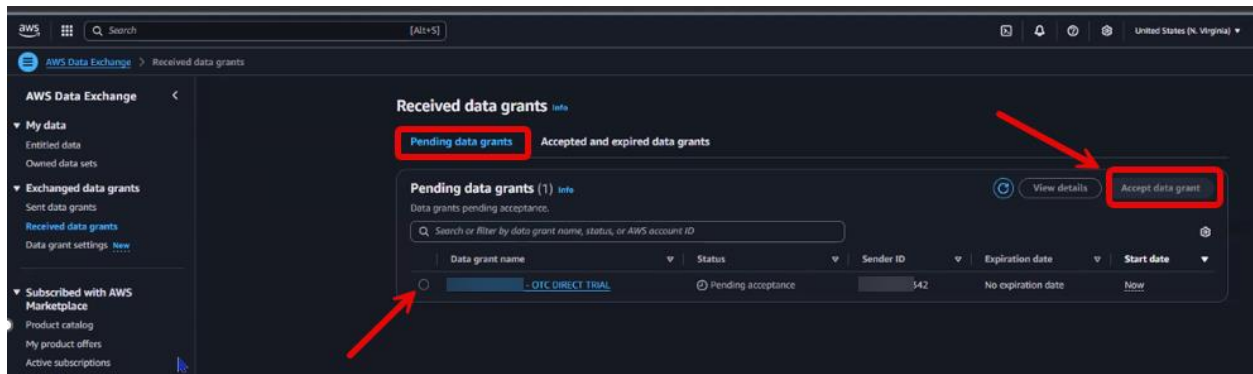 aws Search [Alt+S] United States (N. Virginia)
AWS Data Exchange > Received data grants
AWS Data Exchange
My data
Entitled data
Owned data sets
Exchanged data grants
Sent data grants
Received data grants
Data grant settings New
Subscribed with AWS
Marketplace
Product catalog
My product offers
Active subscriptions
Received data grants Info
Pending data grants Accepted and expired data grants
Pending data grants (1) Info View details Accept data grant
Data grants pending acceptance.
Search or filter by data grant name, status, or AWS account ID
Data grant name Status Sender ID Expiration date Start date
- OTC DIRECT TRIAL Pending acceptance 342 No expiration date Now